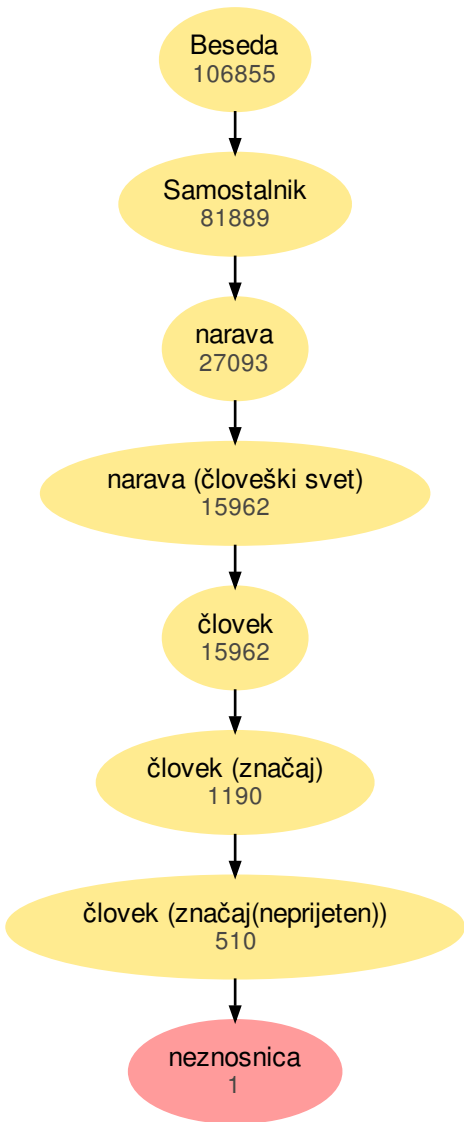 Beseda
106855
Samostalnik
81889
narava
27093
narava (človeški svet)
15962
človek
15962
človek (značaj)
1190
človek (značaj(neprijeten))
510
neznosnica
1